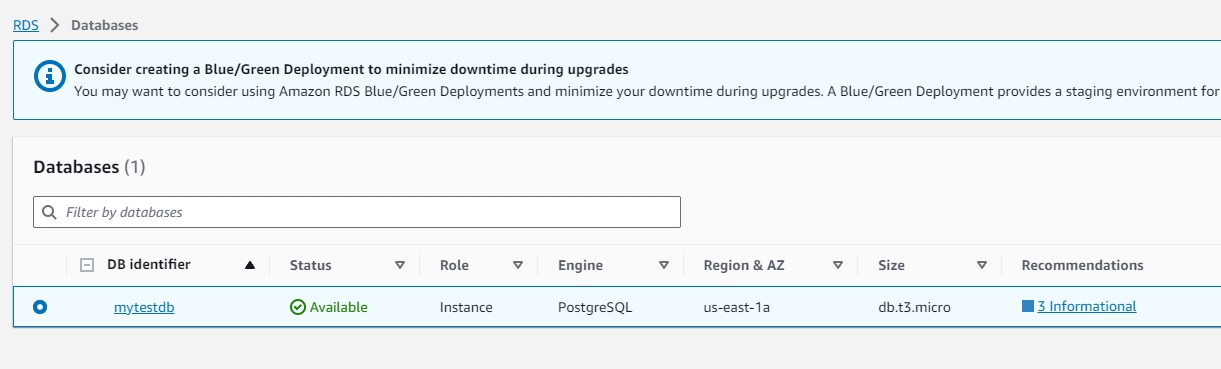 RDS > Databases
Consider creating a Blue/Green Deployment to minimize downtime during upgrades
You may want to consider using Amazon RDS Blue/Green Deployments and minimize your downtime during upgrades. A Blue/Green Deployment provides a staging environment for
Databases (1)
Filter by databases
DB identifier Status Role Engine Region & AZ Size Recommendations
mytestdb Available Instance PostgreSQL us-east-1a db.t3.micro 3 Informational